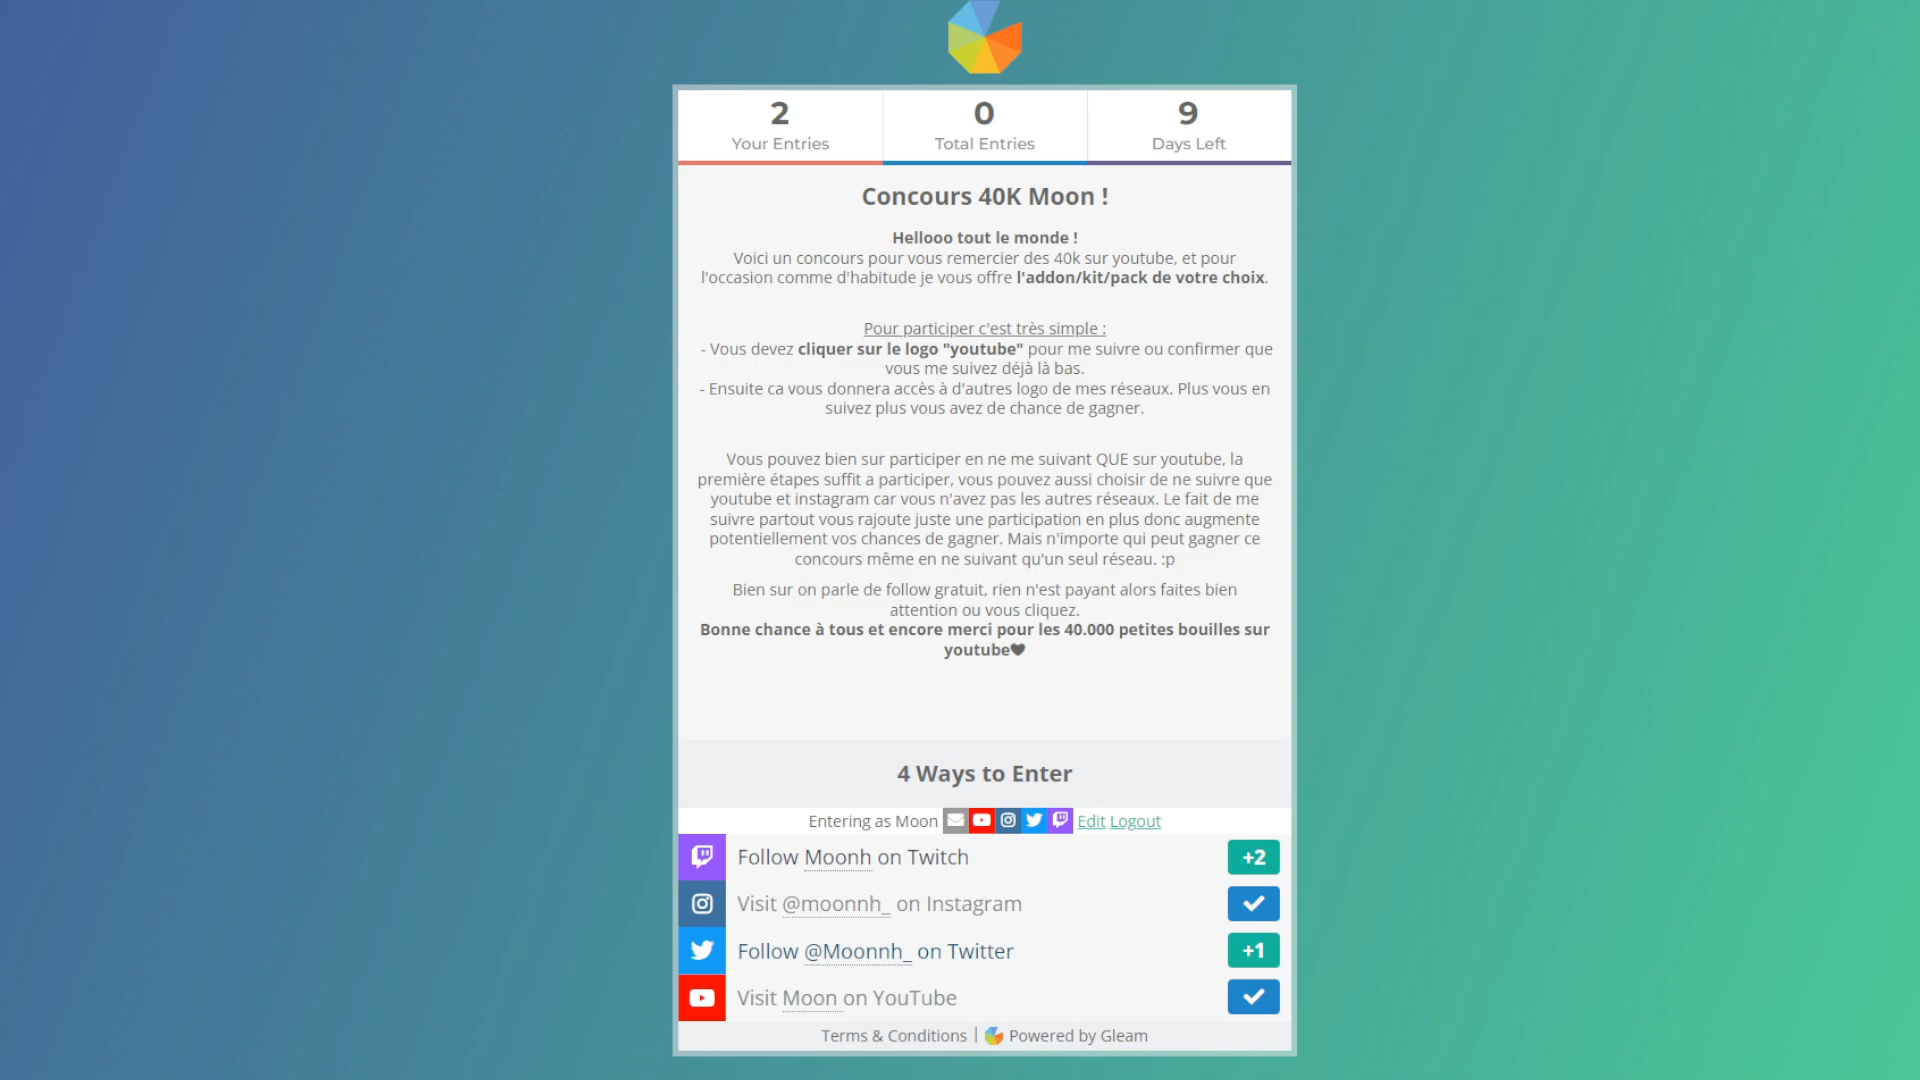 2 0 9
Your Entries Total Entries Days Left
Concours 40K Moon !
Hellooo tout le monde !
Voici un concours pour vous remercier des 40k sur youtube, et pour
l'occasion comme d'habitude je vous offre l'addon/kit/pack de votre choix.
Pour participer c'est très simple :
- Vous devez cliquer sur le logo "youtube" pour me suivre ou confirmer que
vous me suivez déjà là bas.
- Ensuite ca vous donnera accès à d'autres logo de mes réseaux. Plus vous en
suivez plus vous avez de chance de gagner.
Vous pouvez bien sur participer en ne me suivant QUE sur youtube, la
première étapes suffit a participer, vous pouvez aussi choisir de ne suivre que
youtube et instagram car vous n'avez pas les autres réseaux. Le fait de me
suivre partout vous rajoute juste une participation en plus donc augmente
potentiellement vos chances de gagner. Mais n'importe qui peut gagner ce
concours même en ne suivant qu'un seul réseau. :p
Bien sur on parle de follow gratuit, rien n'est payant alors faites bien
attention ou vous cliquez.
Bonne chance à tous et encore merci pour les 40.000 petites bouilles sur
youtube🖤
4 Ways to Enter
Entering as Moon Edit Logout
Follow Moonh on Twitch +2
Visit @moonnh_ on Instagram
Follow @Moonnh_ on Twitter +1
Visit Moon on YouTube
Terms & Conditions | Powered by Gleam